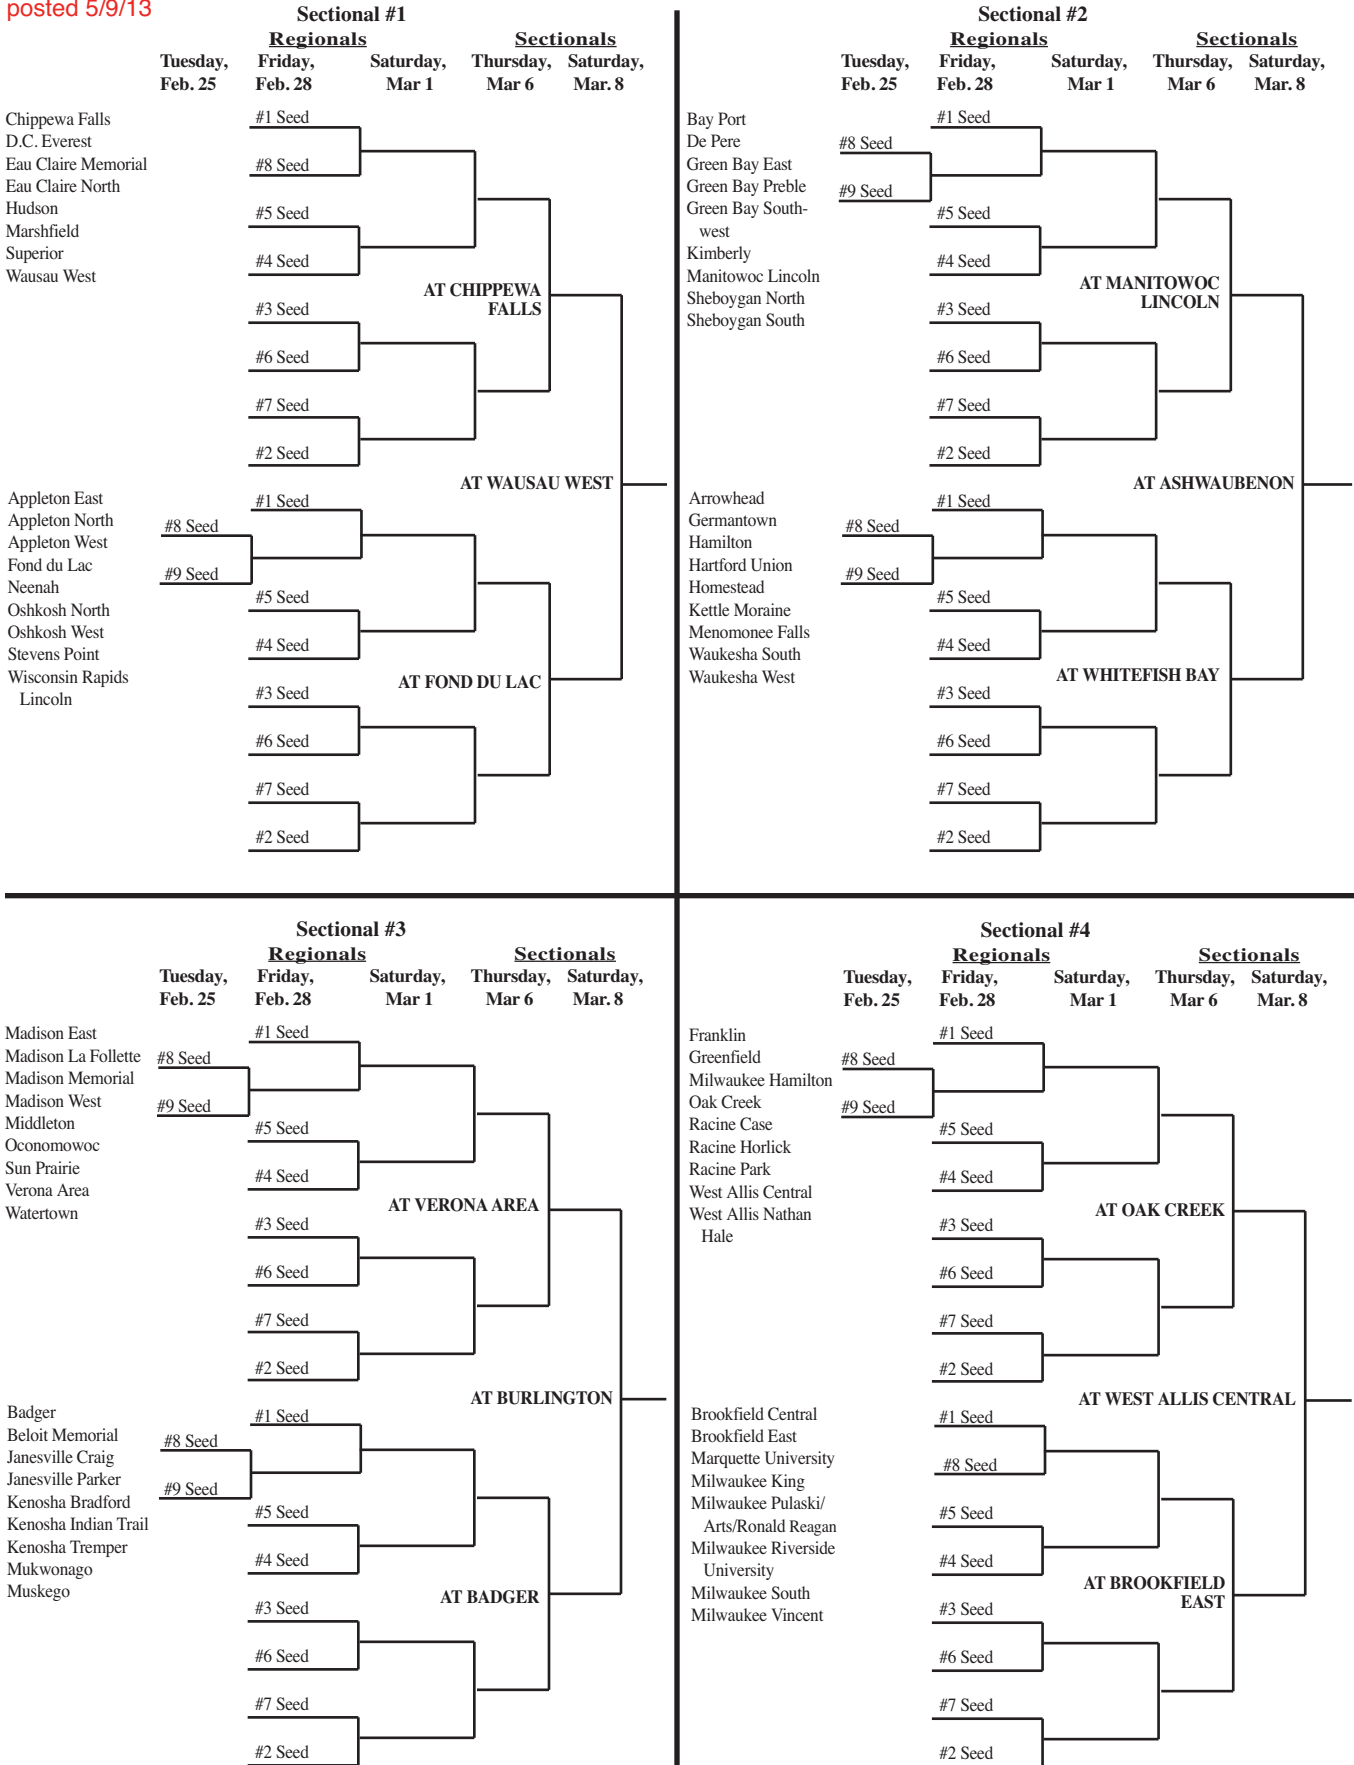 posted 5/9/13
Sectional #1
Regionals
Sectionals
Tuesday, Feb. 25
Friday, Feb. 28
Saturday, Mar 1
Thursday, Mar 6
Saturday, Mar. 8
Chippewa Falls
D.C. Everest
Eau Claire Memorial
Eau Claire North
Hudson
Marshfield
Superior
Wausau West
#1 Seed
#8 Seed
#5 Seed
#4 Seed
#3 Seed
#6 Seed
#7 Seed
#2 Seed
AT CHIPPEWA
FALLS
AT WAUSAU WEST
Appleton East
Appleton North
Appleton West
Fond du Lac
Neenah
Oshkosh North
Oshkosh West
Stevens Point
Wisconsin Rapids
Lincoln
#8 Seed
#9 Seed
#1 Seed
#5 Seed
#4 Seed
#3 Seed
#6 Seed
#7 Seed
#2 Seed
AT FOND DU LAC
Sectional #2
Regionals
Sectionals
Tuesday, Feb. 25
Friday, Feb. 28
Saturday, Mar 1
Thursday, Mar 6
Saturday, Mar. 8
Bay Port
De Pere
Green Bay East
Green Bay Preble
Green Bay South-
west
Kimberly
Manitowoc Lincoln
Sheboygan North
Sheboygan South
#8 Seed
#9 Seed
#1 Seed
#5 Seed
#4 Seed
#3 Seed
#6 Seed
#7 Seed
#2 Seed
AT MANITOWOC
LINCOLN
AT ASHWAUBENON
Arrowhead
Germantown
Hamilton
Hartford Union
Homestead
Kettle Moraine
Menomonee Falls
Waukesha South
Waukesha West
#8 Seed
#9 Seed
#1 Seed
#5 Seed
#4 Seed
#3 Seed
#6 Seed
#7 Seed
#2 Seed
AT WHITEFISH BAY
Sectional #3
Regionals
Sectionals
Tuesday, Feb. 25
Friday, Feb. 28
Saturday, Mar 1
Thursday, Mar 6
Saturday, Mar. 8
Madison East
Madison La Follette
Madison Memorial
Madison West
Middleton
Oconomowoc
Sun Prairie
Verona Area
Watertown
#8 Seed
#9 Seed
#1 Seed
#5 Seed
#4 Seed
#3 Seed
#6 Seed
#7 Seed
#2 Seed
AT VERONA AREA
AT BURLINGTON
Badger
Beloit Memorial
Janesville Craig
Janesville Parker
Kenosha Bradford
Kenosha Indian Trail
Kenosha Tremper
Mukwonago
Muskego
#8 Seed
#9 Seed
#1 Seed
#5 Seed
#4 Seed
#3 Seed
#6 Seed
#7 Seed
#2 Seed
AT BADGER
Sectional #4
Regionals
Sectionals
Tuesday, Feb. 25
Friday, Feb. 28
Saturday, Mar 1
Thursday, Mar 6
Saturday, Mar. 8
Franklin
Greenfield
Milwaukee Hamilton
Oak Creek
Racine Case
Racine Horlick
Racine Park
West Allis Central
West Allis Nathan
Hale
#8 Seed
#9 Seed
#1 Seed
#5 Seed
#4 Seed
#3 Seed
#6 Seed
#7 Seed
#2 Seed
AT OAK CREEK
AT WEST ALLIS CENTRAL
Brookfield Central
Brookfield East
Marquette University
Milwaukee King
Milwaukee Pulaski/
Arts/Ronald Reagan
Milwaukee Riverside
University
Milwaukee South
Milwaukee Vincent
#1 Seed
#8 Seed
#5 Seed
#4 Seed
#3 Seed
#6 Seed
#7 Seed
#2 Seed
AT BROOKFIELD
EAST